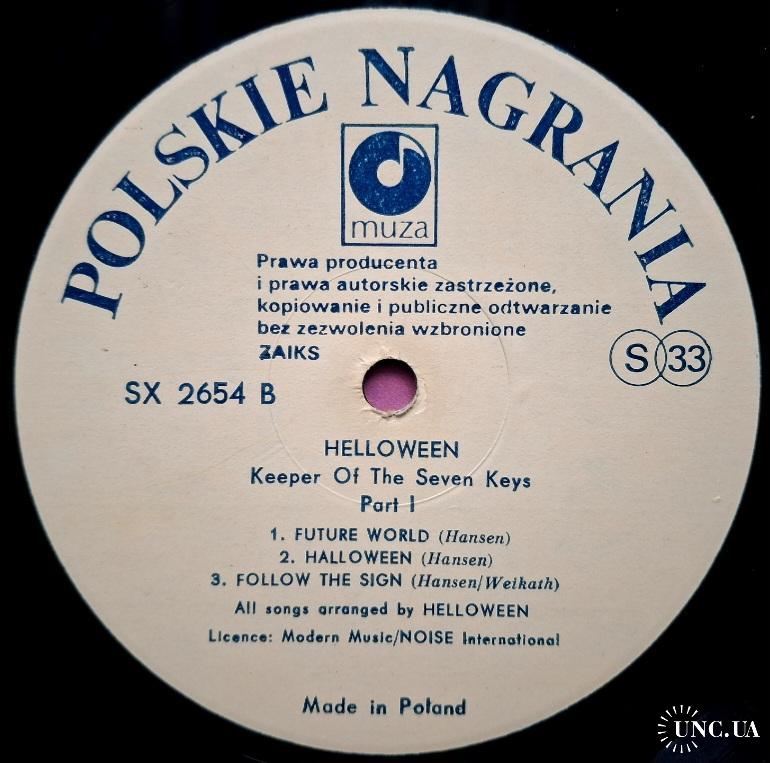 POLSKIE NAGRANIA
muza
Prawa producenta
i prawa autorskie zastrzeżone,
kopiowanie i publiczne odtwarzanie
bez zezwolenia wzbronione
ZAIKS
S 33
SX 2654 B
HELLOWEEN
Keeper Of The Seven Keys
Part I
1. FUTURE WORLD (Hansen)
2. HALLOWEEN (Hansen)
3. FOLLOW THE SIGN (Hansen/Weikath)
All songs arranged by HELLOWEEN
Licence: Modern Music/NOISE International
Made in Poland
UNC.UA